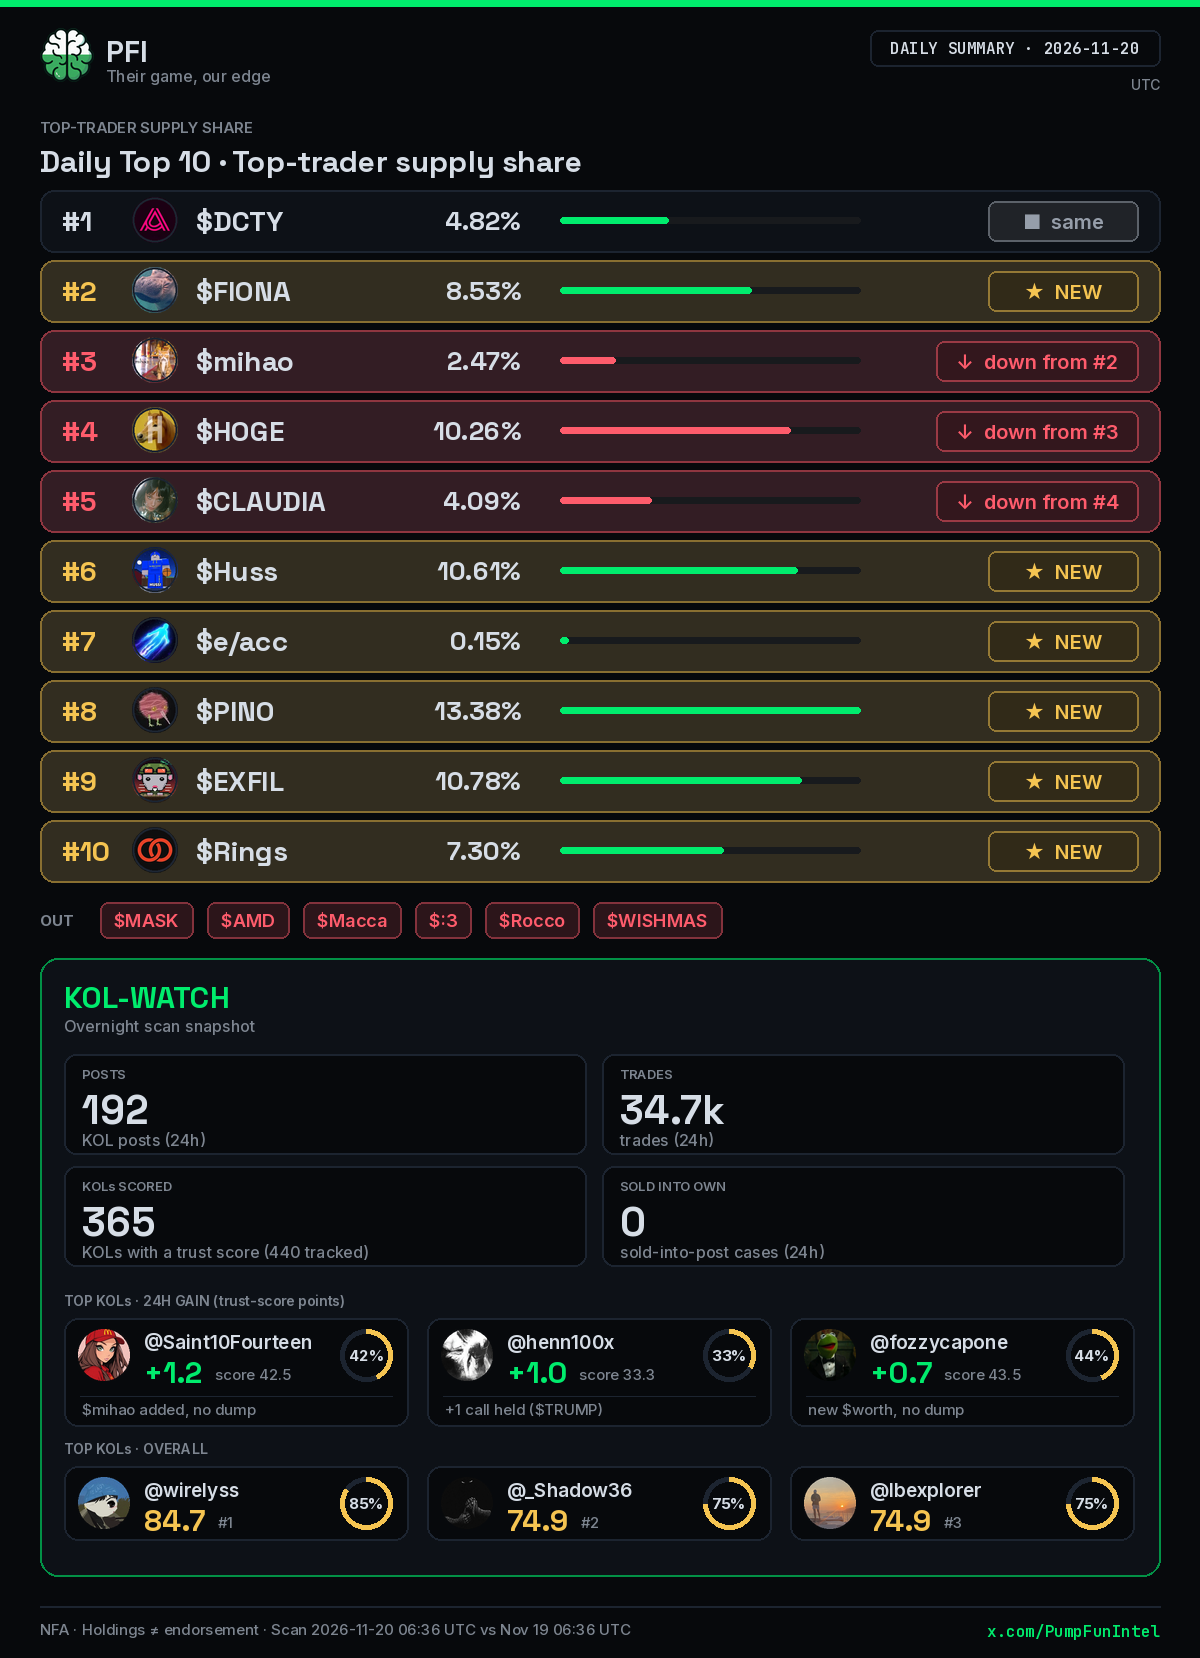 PFI
Their game, our edge
DAILY SUMMARY · 2026-11-20
UTC
TOP-TRADER SUPPLY SHARE
Daily Top 10 · Top-trader supply share
#1 $DCTY 4.82% ■ same
#2 $FIONA 8.53% ★ NEW
#3 $mihao 2.47% ↓ down from #2
#4 $HOGE 10.26% ↓ down from #3
#5 $CLAUDIA 4.09% ↓ down from #4
#6 $Huss 10.61% ★ NEW
#7 $e/acc 0.15% ★ NEW
#8 $PINO 13.38% ★ NEW
#9 $EXFIL 10.78% ★ NEW
#10 $Rings 7.30% ★ NEW
OUT $MASK $AMD $Macca $:3 $Rocco $WISHMAS
KOL-WATCH
Overnight scan snapshot
POSTS
192
KOL posts (24h)
TRADES
34.7k
trades (24h)
KOLs SCORED
365
KOLs with a trust score (440 tracked)
SOLD INTO OWN
0
sold-into-post cases (24h)
TOP KOLs · 24H GAIN (trust-score points)
@Saint10Fourteen
+1.2 score 42.5
42%
$mihao added, no dump
@henn100x
+1.0 score 33.3
33%
+1 call held ($TRUMP)
@fozzycapone
+0.7 score 43.5
44%
new $worth, no dump
TOP KOLs · OVERALL
@wirelyss
84.7 #1
85%
@_Shadow36
74.9 #2
75%
@lbexplorer
74.9 #3
75%
NFA · Holdings ≠ endorsement · Scan 2026-11-20 06:36 UTC vs Nov 19 06:36 UTC
x.com/PumpFunIntel